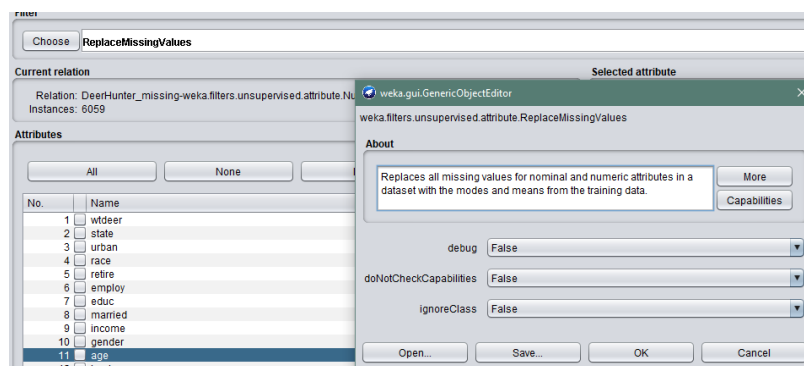 Filter
Choose ReplaceMissingValues
Current relation
Selected attribute
Relation: DeerHunter_missing-weka.filters.unsupervised.attribute.Nu
Instances: 6059
Attributes
All None
No. Name
1 wtdeer
2 state
3 urban
4 race
5 retire
6 employ
7 educ
8 married
9 income
10 gender
11 age
weka.gui.GenericObjectEditor
weka.filters.unsupervised.attribute.ReplaceMissingValues
About
Replaces all missing values for nominal and numeric attributes in a
dataset with the modes and means from the training data.
More
Capabilities
debug False
doNotCheckCapabilities False
ignoreClass False
Open... Save... OK Cancel